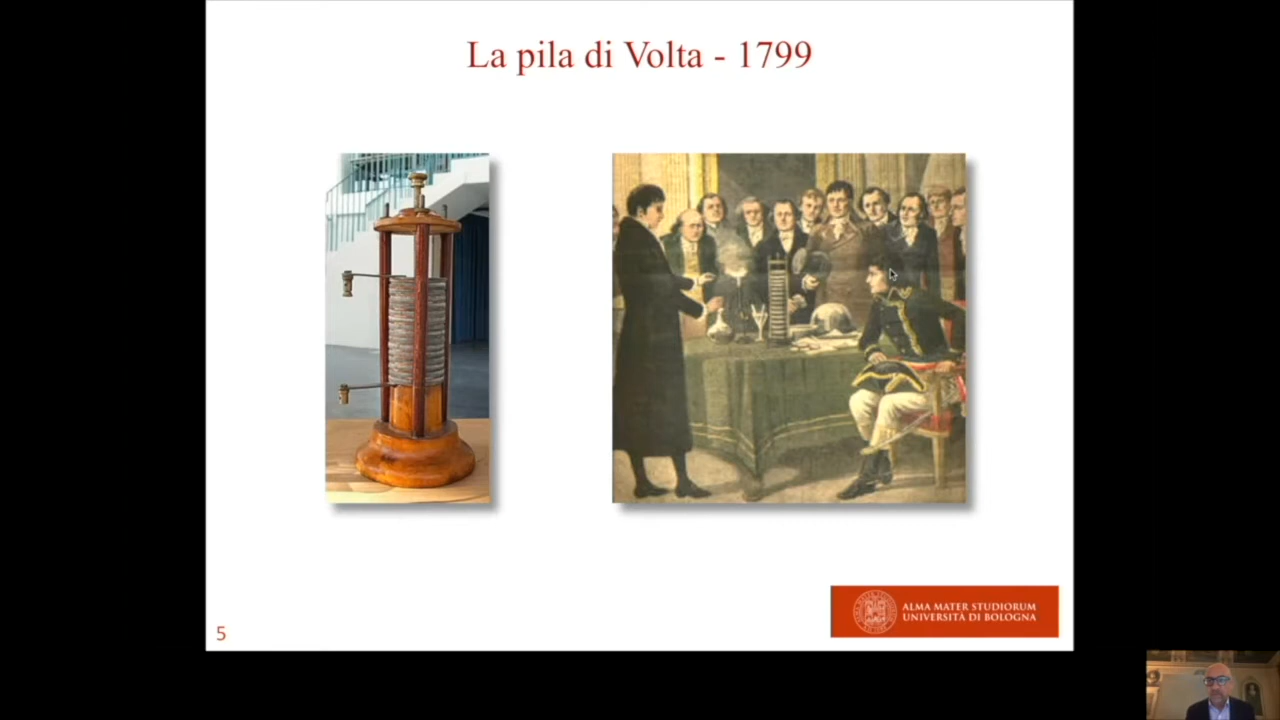 La pila di Volta - 1799
ALMA MATER STUDIORUM
UNIVERSITÀ DI BOLOGNA
5